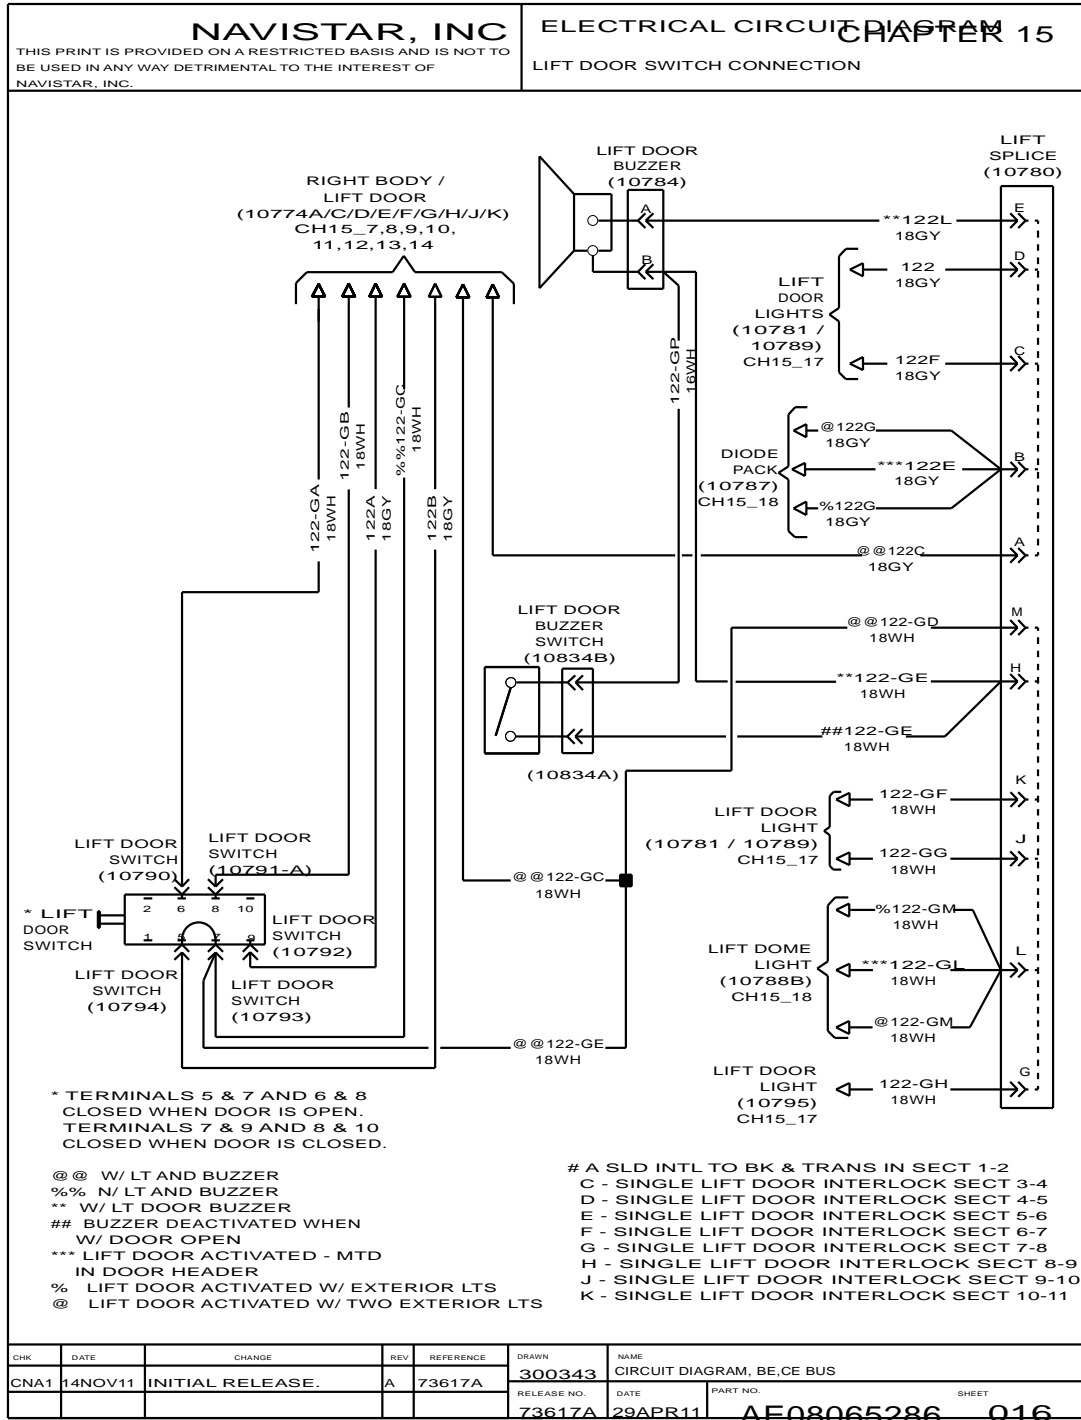 NAVISTAR, INC
THIS PRINT IS PROVIDED ON A RESTRICTED BASIS AND IS NOT TO
BE USED IN ANY WAY DETRIMENTAL TO THE INTEREST OF
NAVISTAR, INC.
ELECTRICAL CIRCUIT DIAGRAM
CHAPTER 15
LIFT DOOR SWITCH CONNECTION
LIFT DOOR
BUZZER
(10784)
A
B
LIFT
SPLICE
(10780)
RIGHT BODY /
LIFT DOOR
(10774A/C/D/E/F/G/H/J/K)
CH15_7,8,9,10,
11,12,13,14
**122L
18GY
E
LIFT
DOOR
LIGHTS
(10781 /
10789)
CH15_17
122
18GY
D
122F
18GY
C
122-GP
16WH
122-GA
18WH
122-GB
18WH
122A
18GY
%%122-GC
18WH
122B
18GY
DIODE
PACK
(10787)
CH15_18
@122G
18GY
***122E
18GY
%122G
18GY
B
@@122C
18GY
A
LIFT DOOR
BUZZER
SWITCH
(10834B)
(10834A)
@@122-GD
18WH
M
**122-GE
18WH
H
##122-GE
18WH
LIFT DOOR
LIGHT
(10781 / 10789)
CH15_17
122-GF
18WH
K
122-GG
18WH
J
LIFT DOOR
SWITCH
(10790)
LIFT DOOR
SWITCH
(10791-A)
@@122-GC
18WH
* LIFT
DOOR
SWITCH
2 6 8 10
1 5 7 9
LIFT DOOR
SWITCH
(10792)
LIFT DOOR
SWITCH
(10794)
LIFT DOOR
SWITCH
(10793)
@@122-GE
18WH
LIFT DOME
LIGHT
(10788B)
CH15_18
%122-GM
18WH
***122-GL
18WH
@122-GM
18WH
L
LIFT DOOR
LIGHT
(10795)
CH15_17
122-GH
18WH
G
* TERMINALS 5 & 7 AND 6 & 8
CLOSED WHEN DOOR IS OPEN.
TERMINALS 7 & 9 AND 8 & 10
CLOSED WHEN DOOR IS CLOSED.
@@ W/ LT AND BUZZER
%% N/ LT AND BUZZER
** W/ LT DOOR BUZZER
## BUZZER DEACTIVATED WHEN
W/ DOOR OPEN
*** LIFT DOOR ACTIVATED - MTD
IN DOOR HEADER
% LIFT DOOR ACTIVATED W/ EXTERIOR LTS
@ LIFT DOOR ACTIVATED W/ TWO EXTERIOR LTS
# A SLD INTL TO BK & TRANS IN SECT 1-2
C - SINGLE LIFT DOOR INTERLOCK SECT 3-4
D - SINGLE LIFT DOOR INTERLOCK SECT 4-5
E - SINGLE LIFT DOOR INTERLOCK SECT 5-6
F - SINGLE LIFT DOOR INTERLOCK SECT 6-7
G - SINGLE LIFT DOOR INTERLOCK SECT 7-8
H - SINGLE LIFT DOOR INTERLOCK SECT 8-9
J - SINGLE LIFT DOOR INTERLOCK SECT 9-10
K - SINGLE LIFT DOOR INTERLOCK SECT 10-11
CHK DATE CHANGE REV REFERENCE
CNA1 14NOV11 INITIAL RELEASE. A 73617A
DRAWN
300343
NAME
CIRCUIT DIAGRAM, BE,CE BUS
RELEASE NO.
73617A
DATE
29APR11
PART NO.
AE08065286
SHEET
016